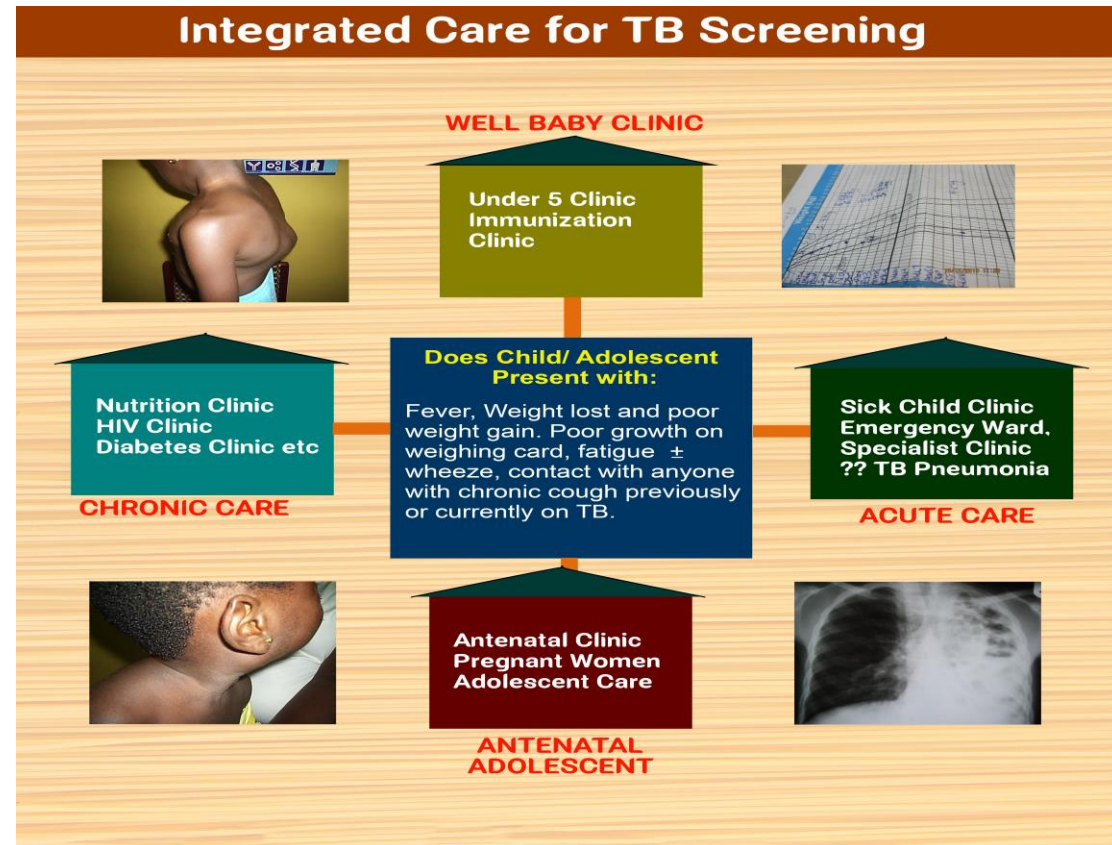 Integrated Care for TB Screening
WELL BABY CLINIC
Under 5 Clinic
Immunization
Clinic
Does Child/ Adolescent
Present with:
Fever, Weight lost and poor
weight gain. Poor growth on
weighing card, fatigue ±
wheeze, contact with anyone
with chronic cough previously
or currently on TB.
Nutrition Clinic
HIV Clinic
Diabetes Clinic etc
CHRONIC CARE
Sick Child Clinic
Emergency Ward,
Specialist Clinic
?? TB Pneumonia
ACUTE CARE
Antenatal Clinic
Pregnant Women
Adolescent Care
ANTENATAL
ADOLESCENT